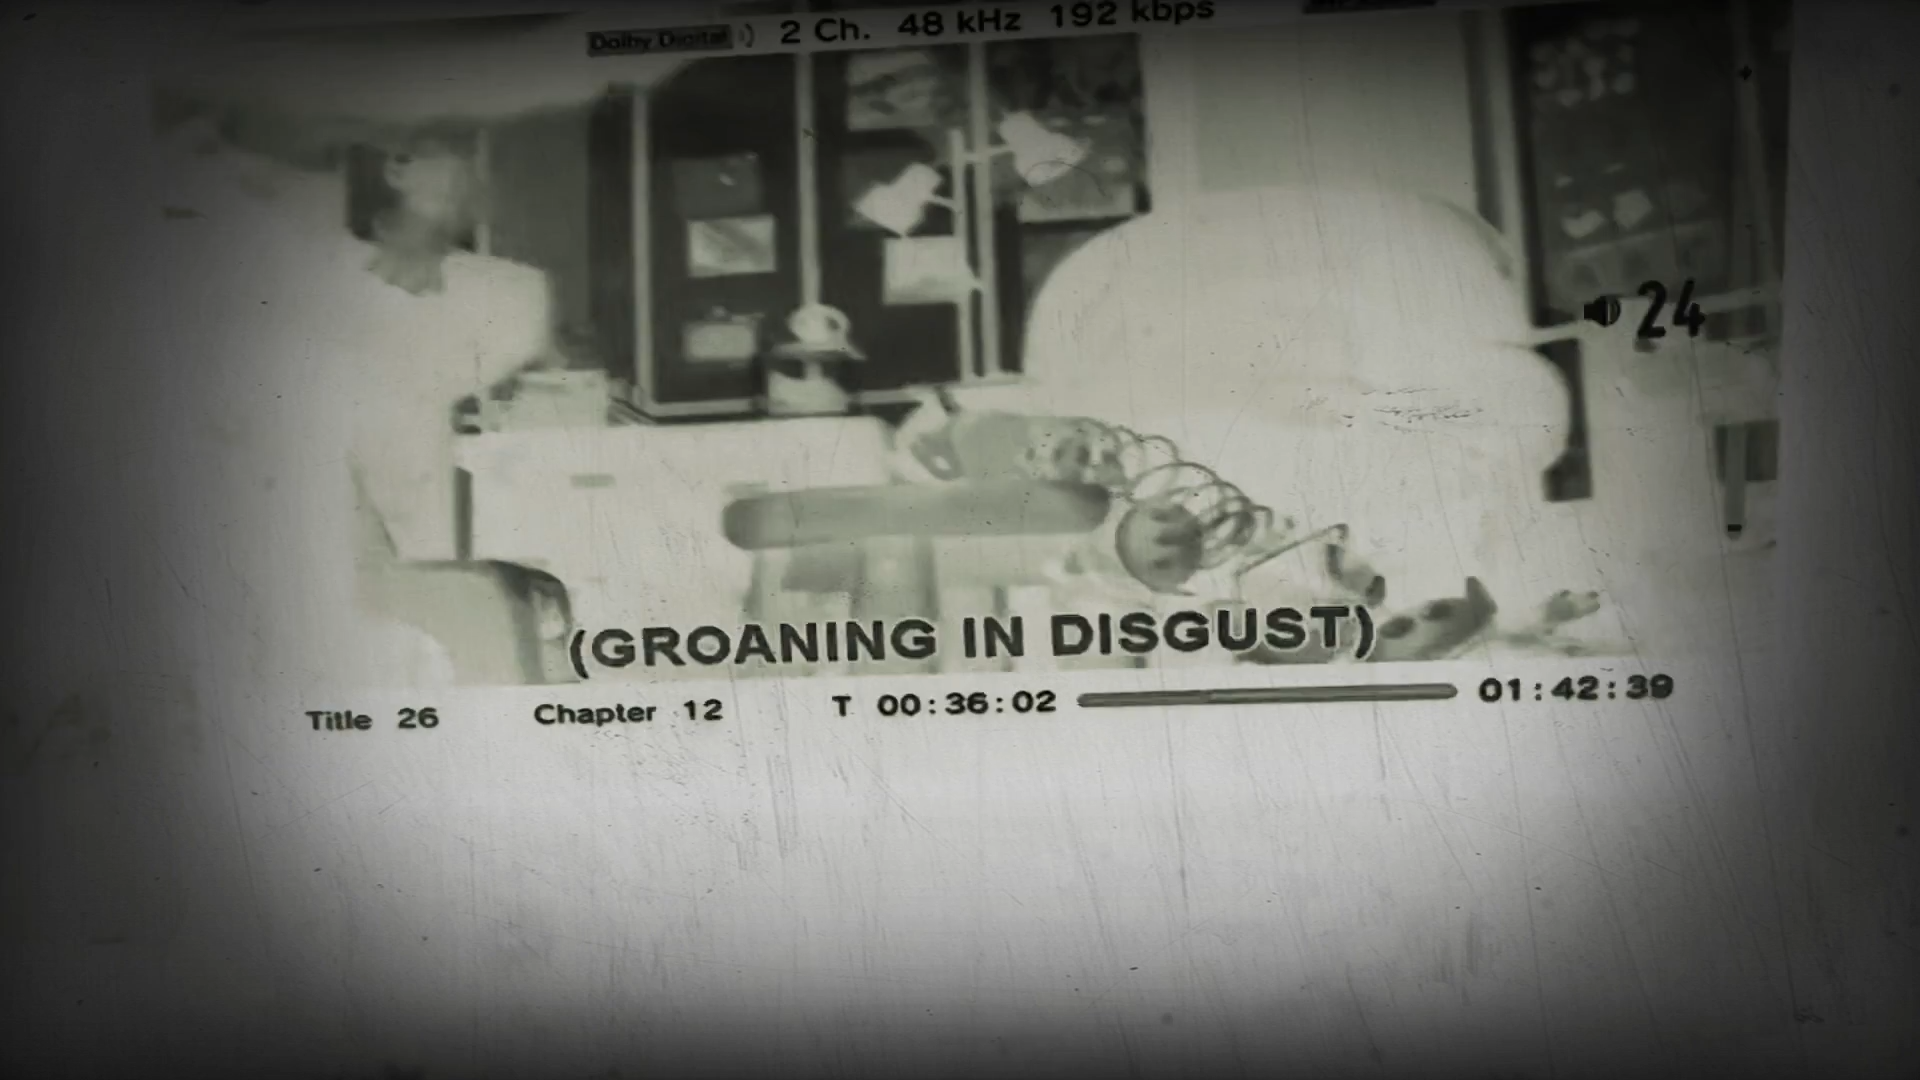 Dolby Digital 2 Ch. 48 kHz 192 kbps
24
(GROANING IN DISGUST)
Title 26 Chapter 12 T 00:36:02 01:42:39